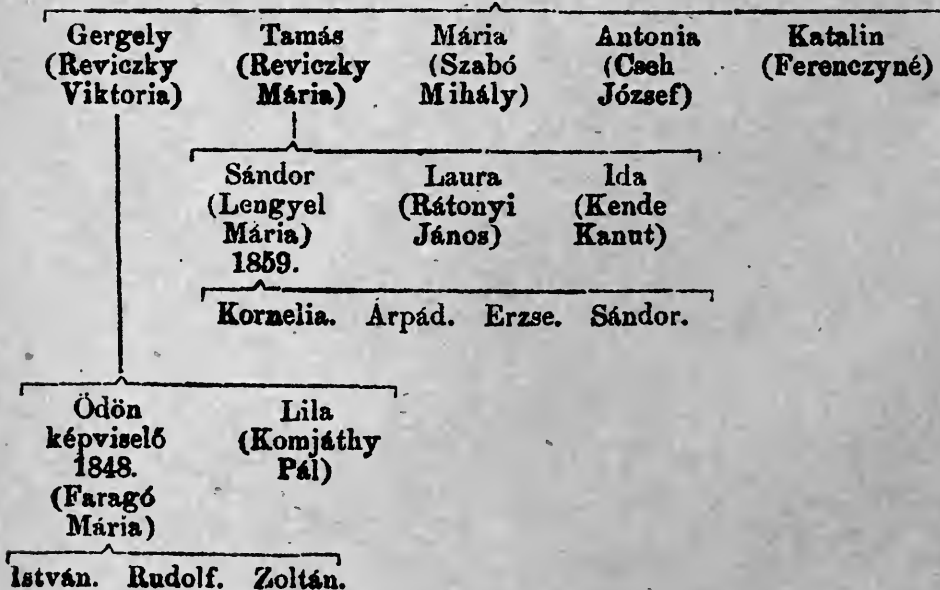 Gergely Tamás Mária Antonia Katalin
(Reviczky (Reviczky (Szabó (Cseh (Ferenczyné)
Viktoria) Mária) Mihály) József)
Sándor Laura Ida
(Lengyel (Rátonyi (Kende
Mária) János) Kanut)
1859.
Kornelia. Árpád. Erzse. Sándor.
Ödön Lila
képviselő (Komjáthy
1848. Pál)
(Faragó
Mária)
István. Rudolf. Zoltán.